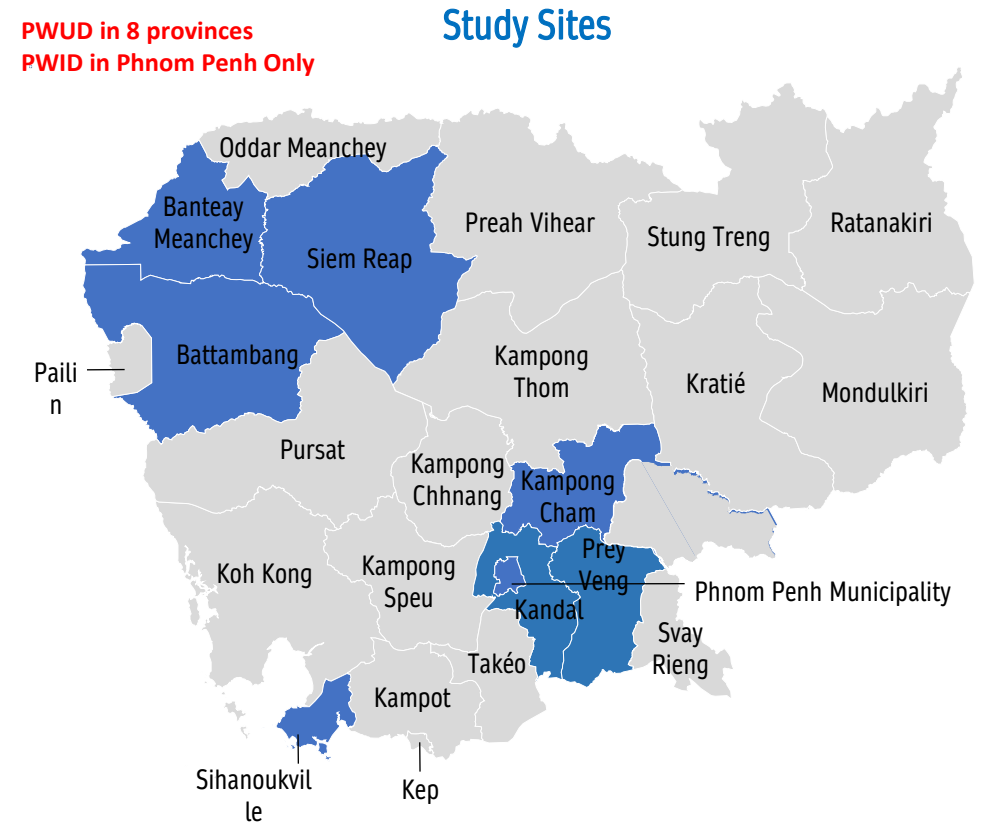 Study Sites
PWUD in 8 provinces
PWID in Phnom Penh Only
Oddar Meanchey
Banteay
Meanchey
Siem Reap
Preah Vihear
Stung Treng
Ratanakiri
Battambang
Paili
n
Kampong
Thom
Kratié
Mondulkiri
Pursat
Kampong
Chhnang
Kampong
Cham
Koh Kong
Kampong
Speu
Prey
Veng
Kandal
Phnom Penh Municipality
Svay
Rieng
Takéo
Kampot
Sihanoukvil
le
Kep